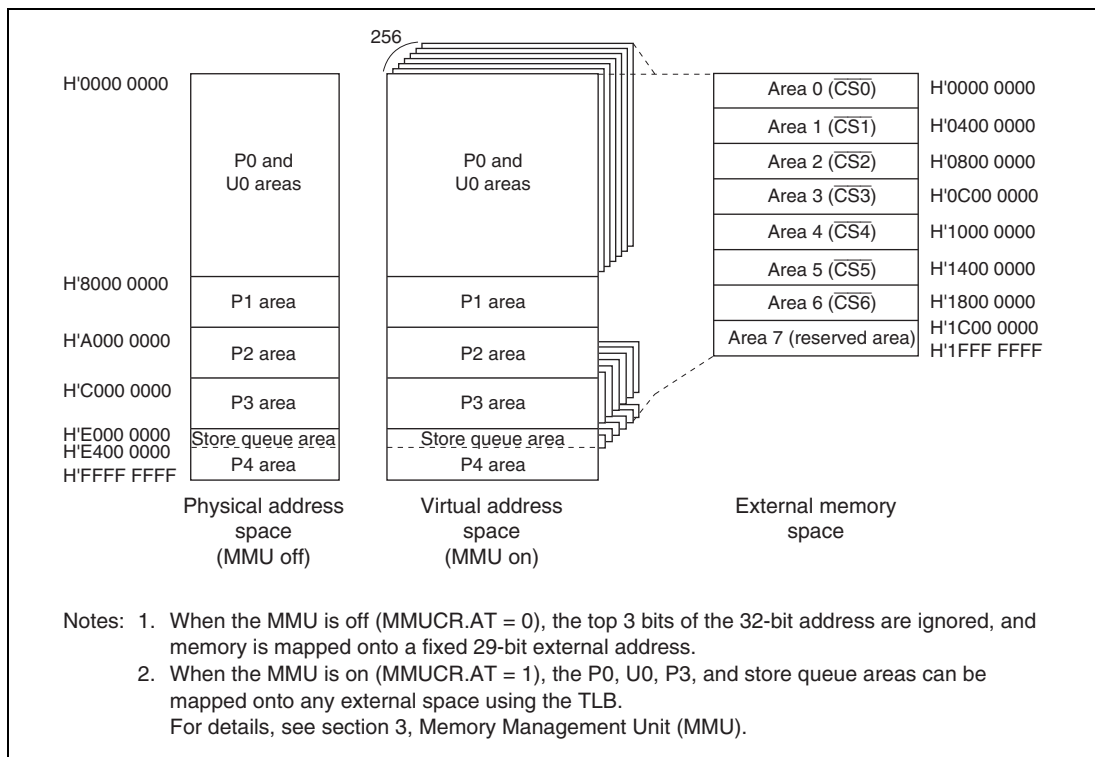 256
H'0000 0000
P0 and
U0 areas
H'8000 0000
P1 area
H'A000 0000
P2 area
H'C000 0000
P3 area
H'E000 0000
Store queue area
H'E400 0000
P4 area
H'FFFF FFFF
Physical address
space
(MMU off)
P0 and
U0 areas
P1 area
P2 area
P3 area
Store queue area
P4 area
Virtual address
space
(MMU on)
Area 0 (C̅S̅0̅) H'0000 0000
Area 1 (C̅S̅1̅) H'0400 0000
Area 2 (C̅S̅2̅) H'0800 0000
Area 3 (C̅S̅3̅) H'0C00 0000
Area 4 (C̅S̅4̅) H'1000 0000
Area 5 (C̅S̅5̅) H'1400 0000
Area 6 (C̅S̅6̅) H'1800 0000
Area 7 (reserved area) H'1C00 0000
H'1FFF FFFF
External memory
space
Notes: 1. When the MMU is off (MMUCR.AT = 0), the top 3 bits of the 32-bit address are ignored, and
memory is mapped onto a fixed 29-bit external address.
2. When the MMU is on (MMUCR.AT = 1), the P0, U0, P3, and store queue areas can be
mapped onto any external space using the TLB.
For details, see section 3, Memory Management Unit (MMU).